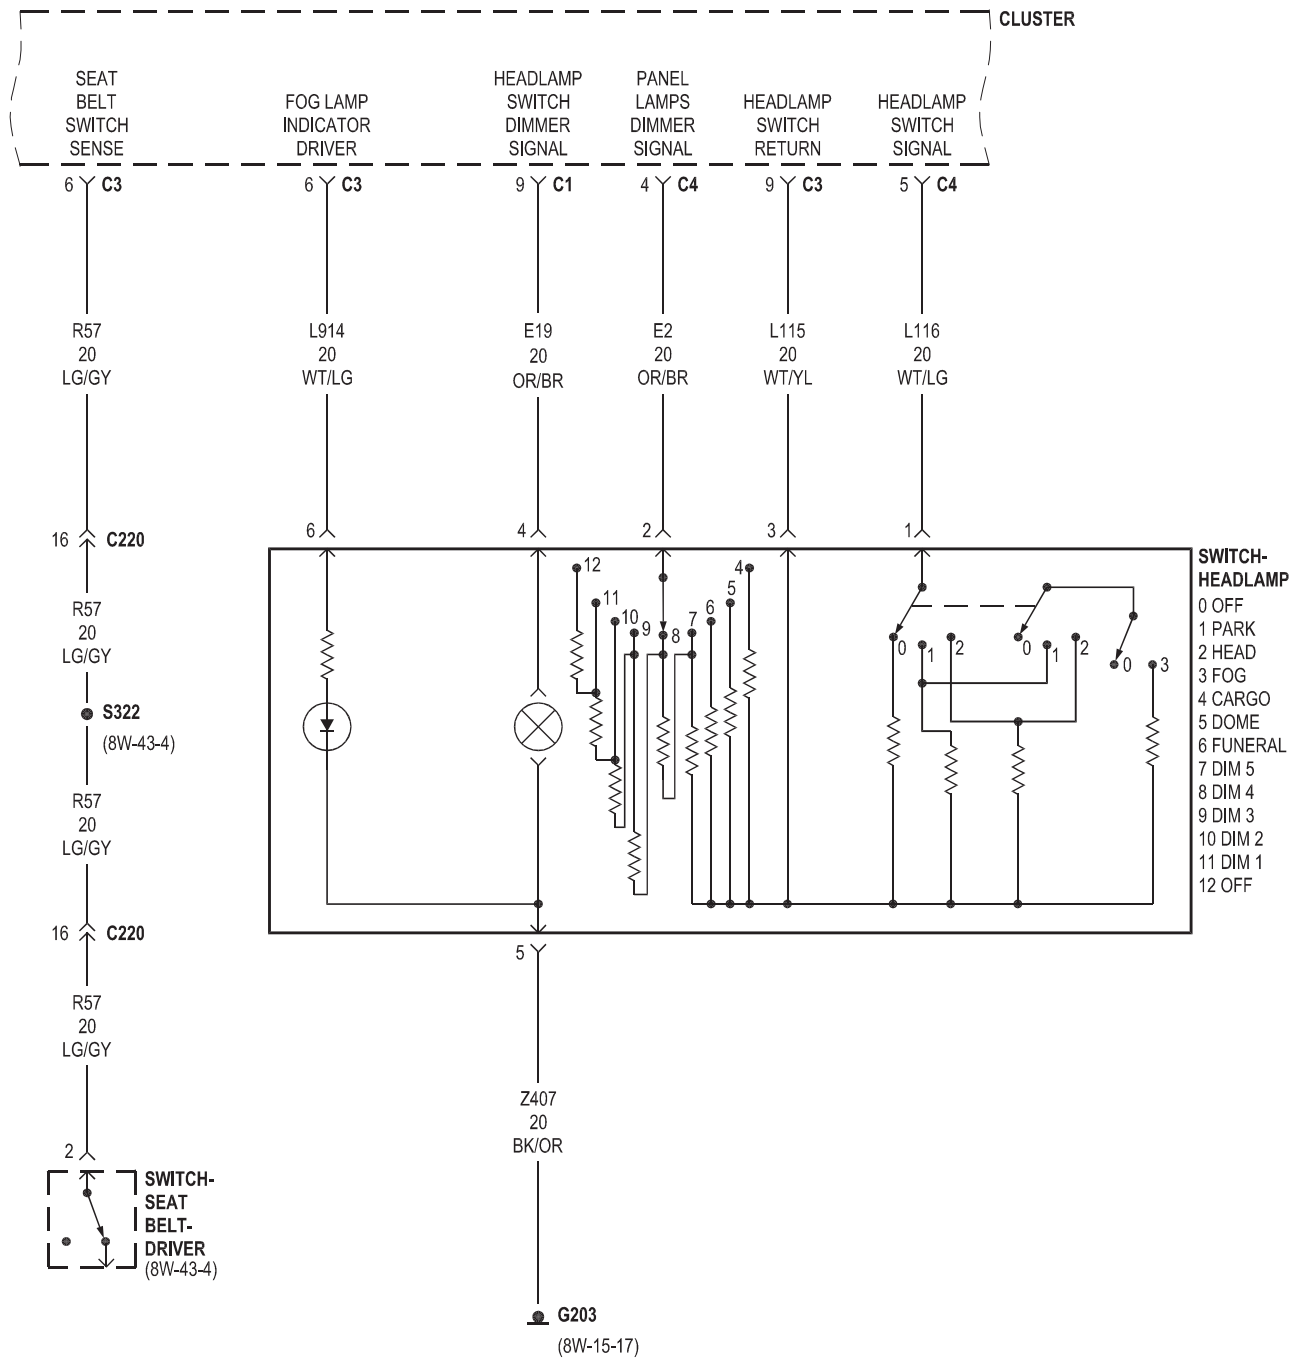 CLUSTER
SEAT
BELT
SWITCH
SENSE
FOG LAMP
INDICATOR
DRIVER
HEADLAMP
SWITCH
DIMMER
SIGNAL
PANEL
LAMPS
DIMMER
SIGNAL
HEADLAMP
SWITCH
RETURN
HEADLAMP
SWITCH
SIGNAL
6 C3
6 C3
9 C1
4 C4
9 C3
5 C4
R57
20
LG/GY
L914
20
WT/LG
E19
20
OR/BR
E2
20
OR/BR
L115
20
WT/YL
L116
20
WT/LG
16 C220
6
4
2
3
1
R57
20
LG/GY
S322
(8W-43-4)
R57
20
LG/GY
16 C220
R57
20
LG/GY
2
SWITCH-
SEAT
BELT-
DRIVER
(8W-43-4)
12
11
10
9
8
7
6
5
4
0
1
2
0
1
2
0
3
SWITCH-
HEADLAMP
0 OFF
1 PARK
2 HEAD
3 FOG
4 CARGO
5 DOME
6 FUNERAL
7 DIM 5
8 DIM 4
9 DIM 3
10 DIM 2
11 DIM 1
12 OFF
5
Z407
20
BK/OR
G203
(8W-15-17)